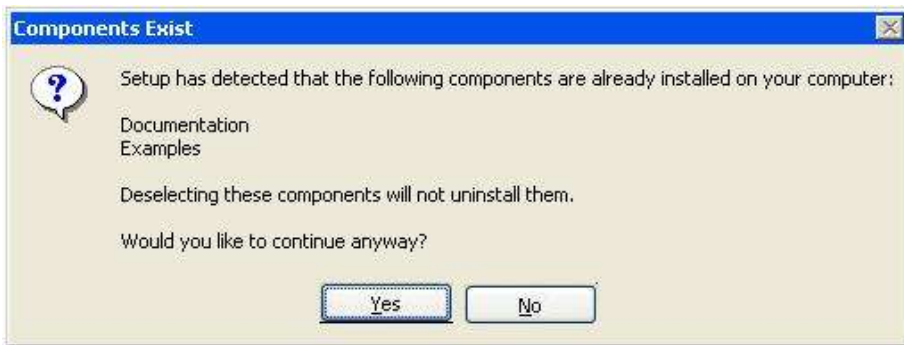 Components Exist
Setup has detected that the following components are already installed on your computer:
Documentation
Examples
Deselecting these components will not uninstall them.
Would you like to continue anyway?
Yes
No